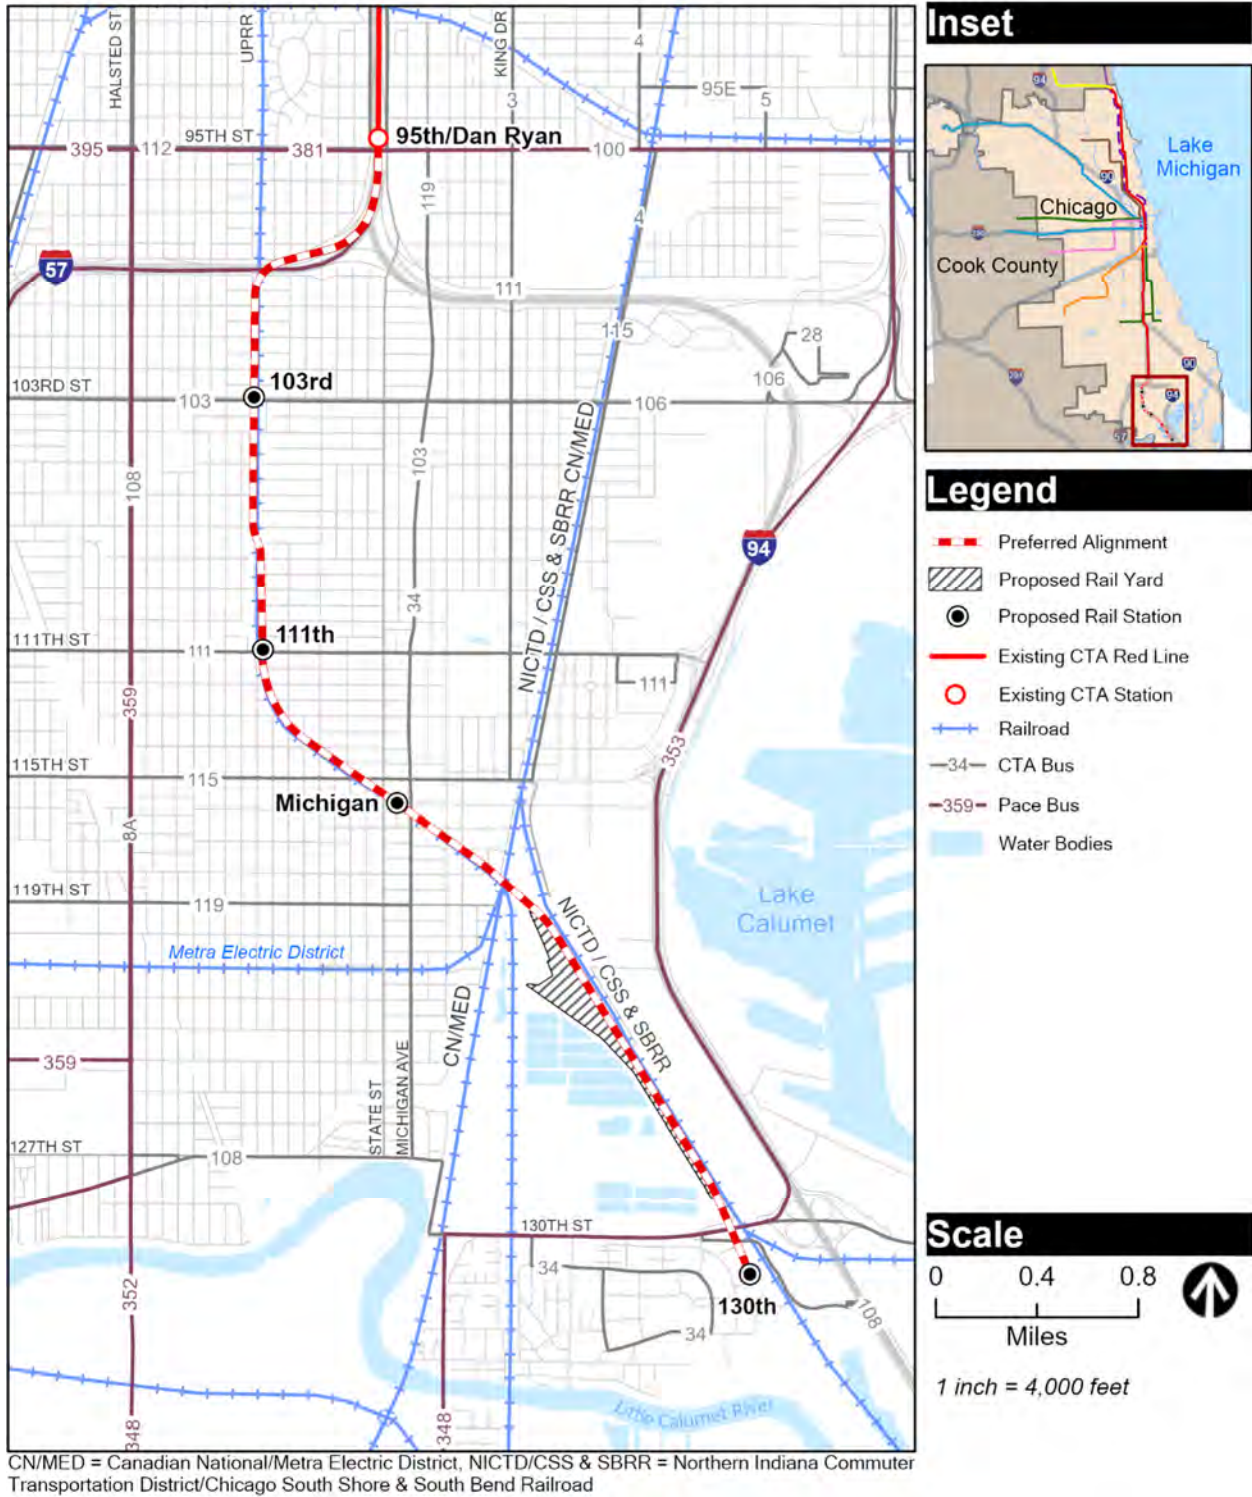 HALSTED ST
UPRR
KING DR
4
3
95E
5
95TH ST
95th/Dan Ryan
395
112
381
100
119
4
57
111
115
28
106
103RD ST
103rd
103
106
108
103
NICTD / CSS & SBRR CN/MED
94
34
111TH ST
111th
111
111
359
353
115TH ST
115
Michigan
8A
119TH ST
119
Lake
Calumet
NICTD / CSS & SBRR
Metra Electric District
CN/MED
359
STATE ST
MICHIGAN AVE
127TH ST
108
130TH ST
34
130th
352
34
108
Little Calumet River
348
348
CN/MED = Canadian National/Metra Electric District, NICTD/CSS & SBRR = Northern Indiana Commuter
Transportation District/Chicago South Shore & South Bend Railroad
Inset
94
Lake
Michigan
90
Chicago
Cook County
90
94
57
Legend
Preferred Alignment
Proposed Rail Yard
Proposed Rail Station
Existing CTA Red Line
Existing CTA Station
Railroad
34 CTA Bus
359 Pace Bus
Water Bodies
Scale
0 0.4 0.8
Miles
1 inch = 4,000 feet